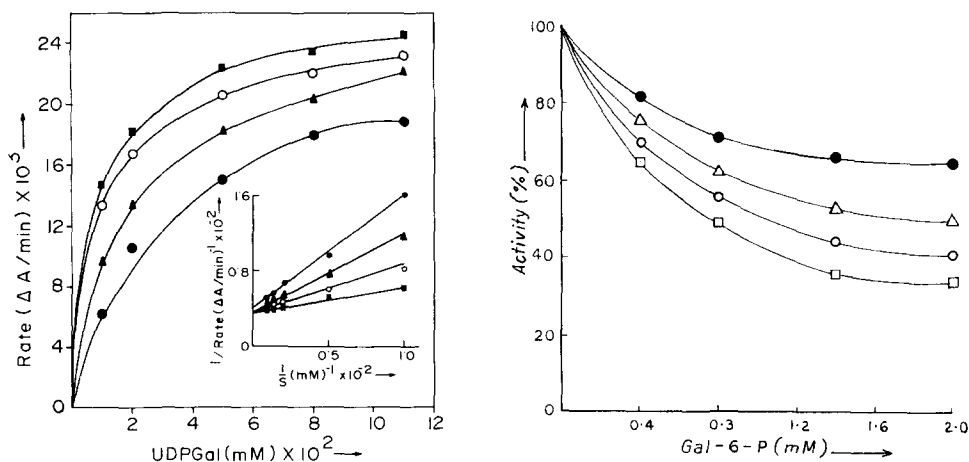 24
20
16
12
8
4
0
Rate (ΔA/min) × 10³
0 2 4 6 8 10 12
UDPGal (mM) × 10² →
1·6
0·8
1/Rate (ΔA/min)⁻¹ × 10⁻² →
0·5 1·0
1/S (mM)⁻¹ × 10⁻² →
100
80
60
40
20
0
Activity (%)
0·4 0·3 1·2 1·6 2·0
Gal-6-P (mM)